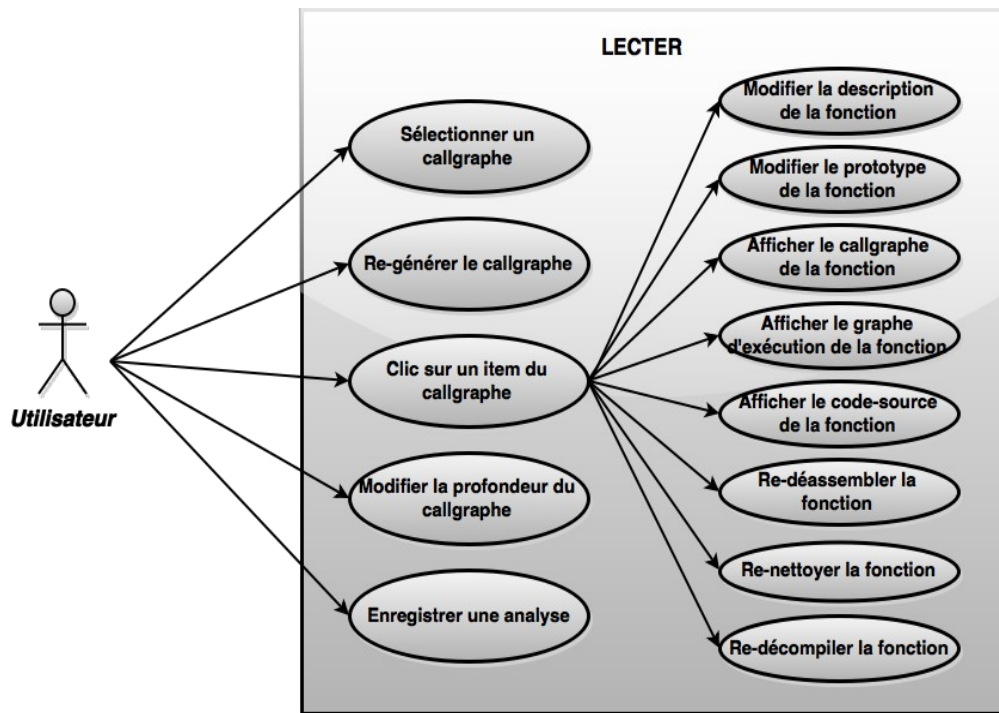 LECTER
Sélectionner un
callgraphe
Re-générer le callgraphe
Clic sur un item du
callgraphe
Modifier la profondeur du
callgraphe
Enregistrer une analyse
Utilisateur
Modifier la description
de la fonction
Modifier le prototype
de la fonction
Afficher le callgraphe
de la fonction
Afficher le graphe
d'exécution de la fonction
Afficher le code-source
de la fonction
Re-déassembler la
fonction
Re-nettoyer la fonction
Re-décompiler la fonction